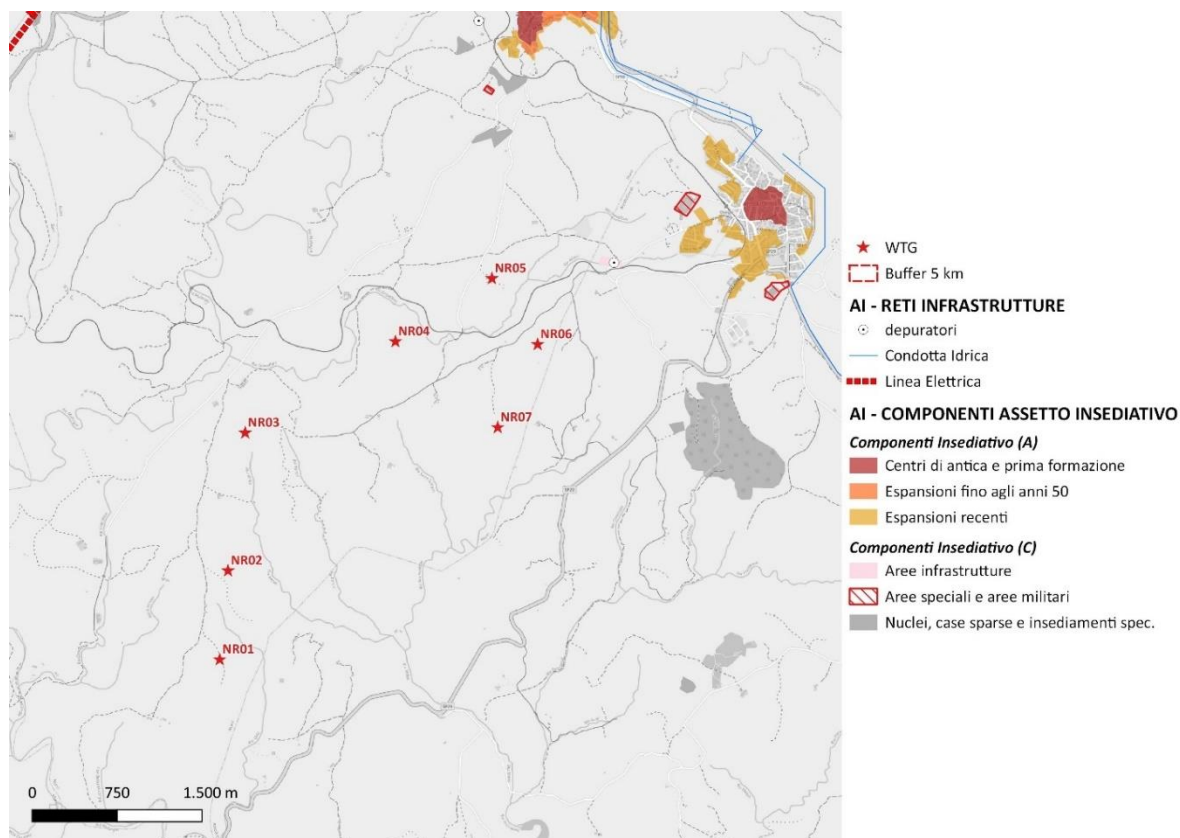 NR05
NR04
NR06
NR03
NR07
NR02
NR01
0 750 1.500 m
WTG
Buffer 5 km
AI - RETI INFRASTRUTTURE
depuratori
Condotta Idrica
Linea Elettrica
AI - COMPONENTI ASSETTO INSEDIATIVO
Componenti Insediativo (A)
Centri di antica e prima formazione
Espansioni fino agli anni 50
Espansioni recenti
Componenti Insediativo (C)
Aree infrastrutture
Aree speciali e aree militari
Nuclei, case sparse e insediamenti spec.